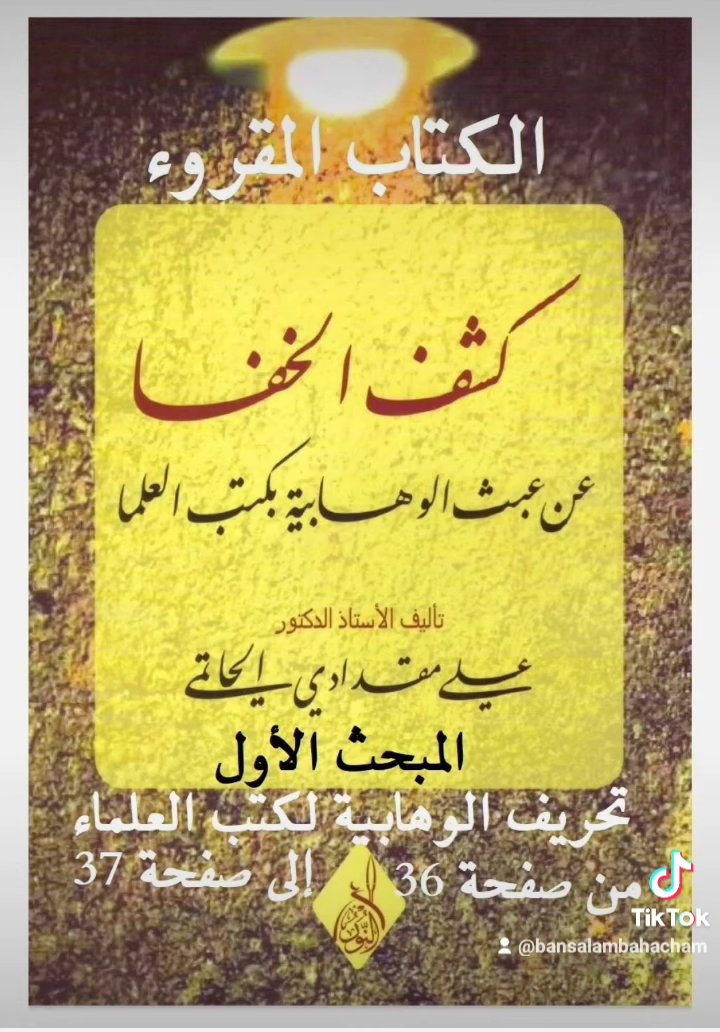 الكتاب المقروء
كشف الخفا
عن عبث الوهابية بكتب العلما
تأليف الأستاذ الدكتور
علي مقدادي الحاتمي
المبحث الأول
تحريف الوهابية لكتب العلماء
من صفحة 36 إلى صفحة 37
النور
TikTok
@bansalambahacham